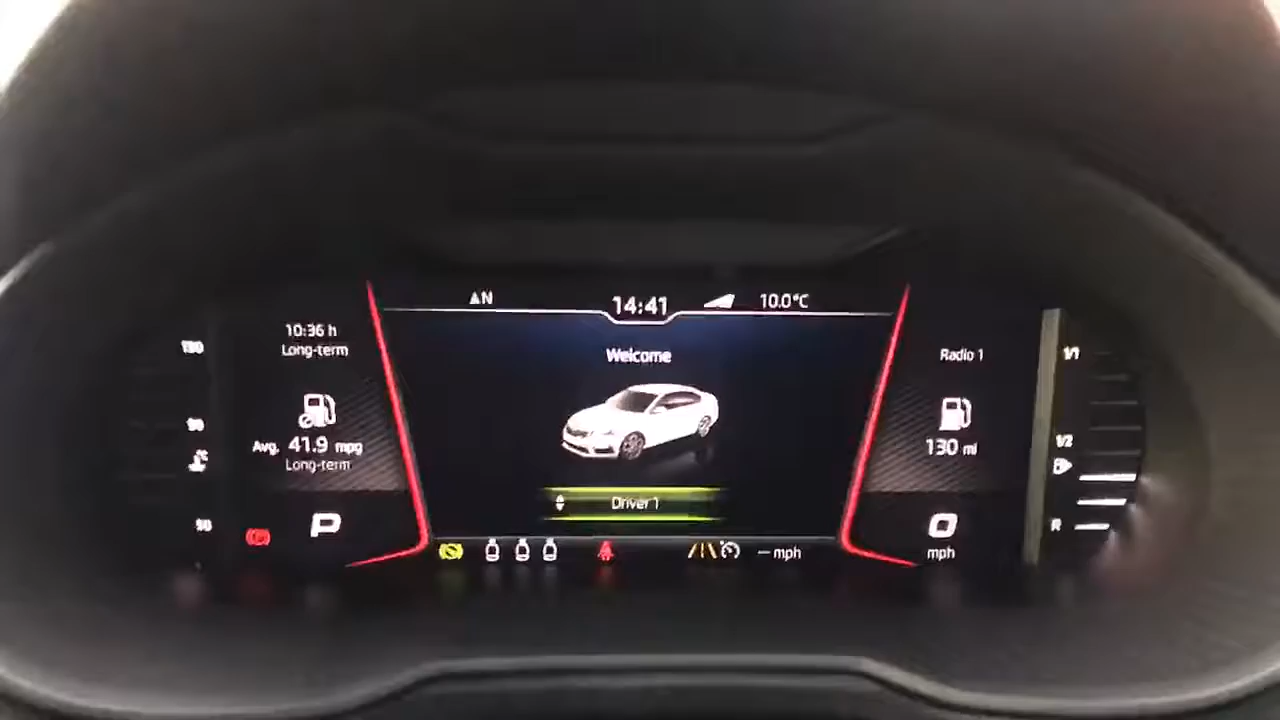 N
14:41
10.0°C
10:36 h
Long-term
Avg. 41.9 mpg
Long-term
130
90
50
P
Welcome
Driver 1
-- mph
Radio 1
130 mi
0
mph
1/1
1/2
R